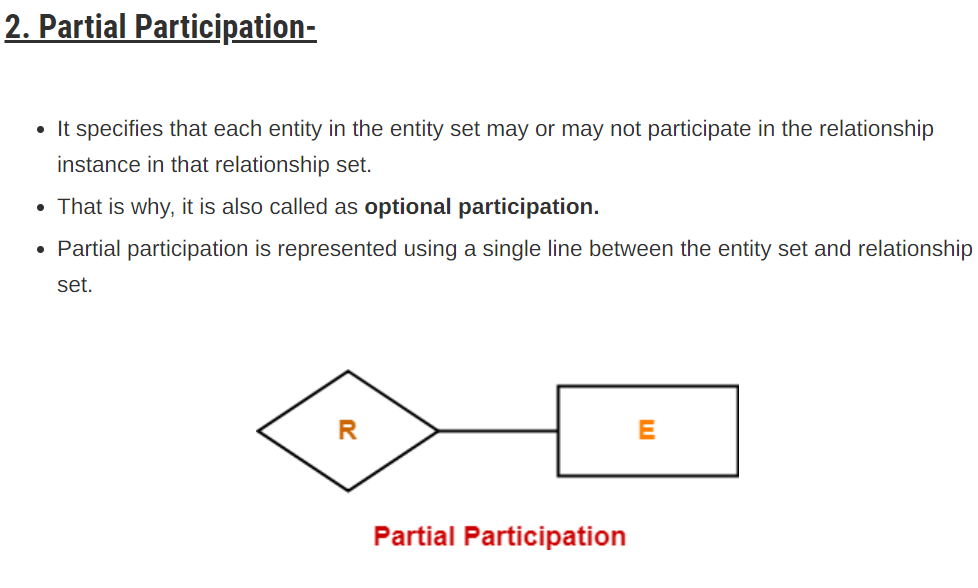 2. Partial Participation-
• It specifies that each entity in the entity set may or may not participate in the relationship
instance in that relationship set.
• That is why, it is also called as optional participation.
• Partial participation is represented using a single line between the entity set and relationship
set.
R
E
Partial Participation